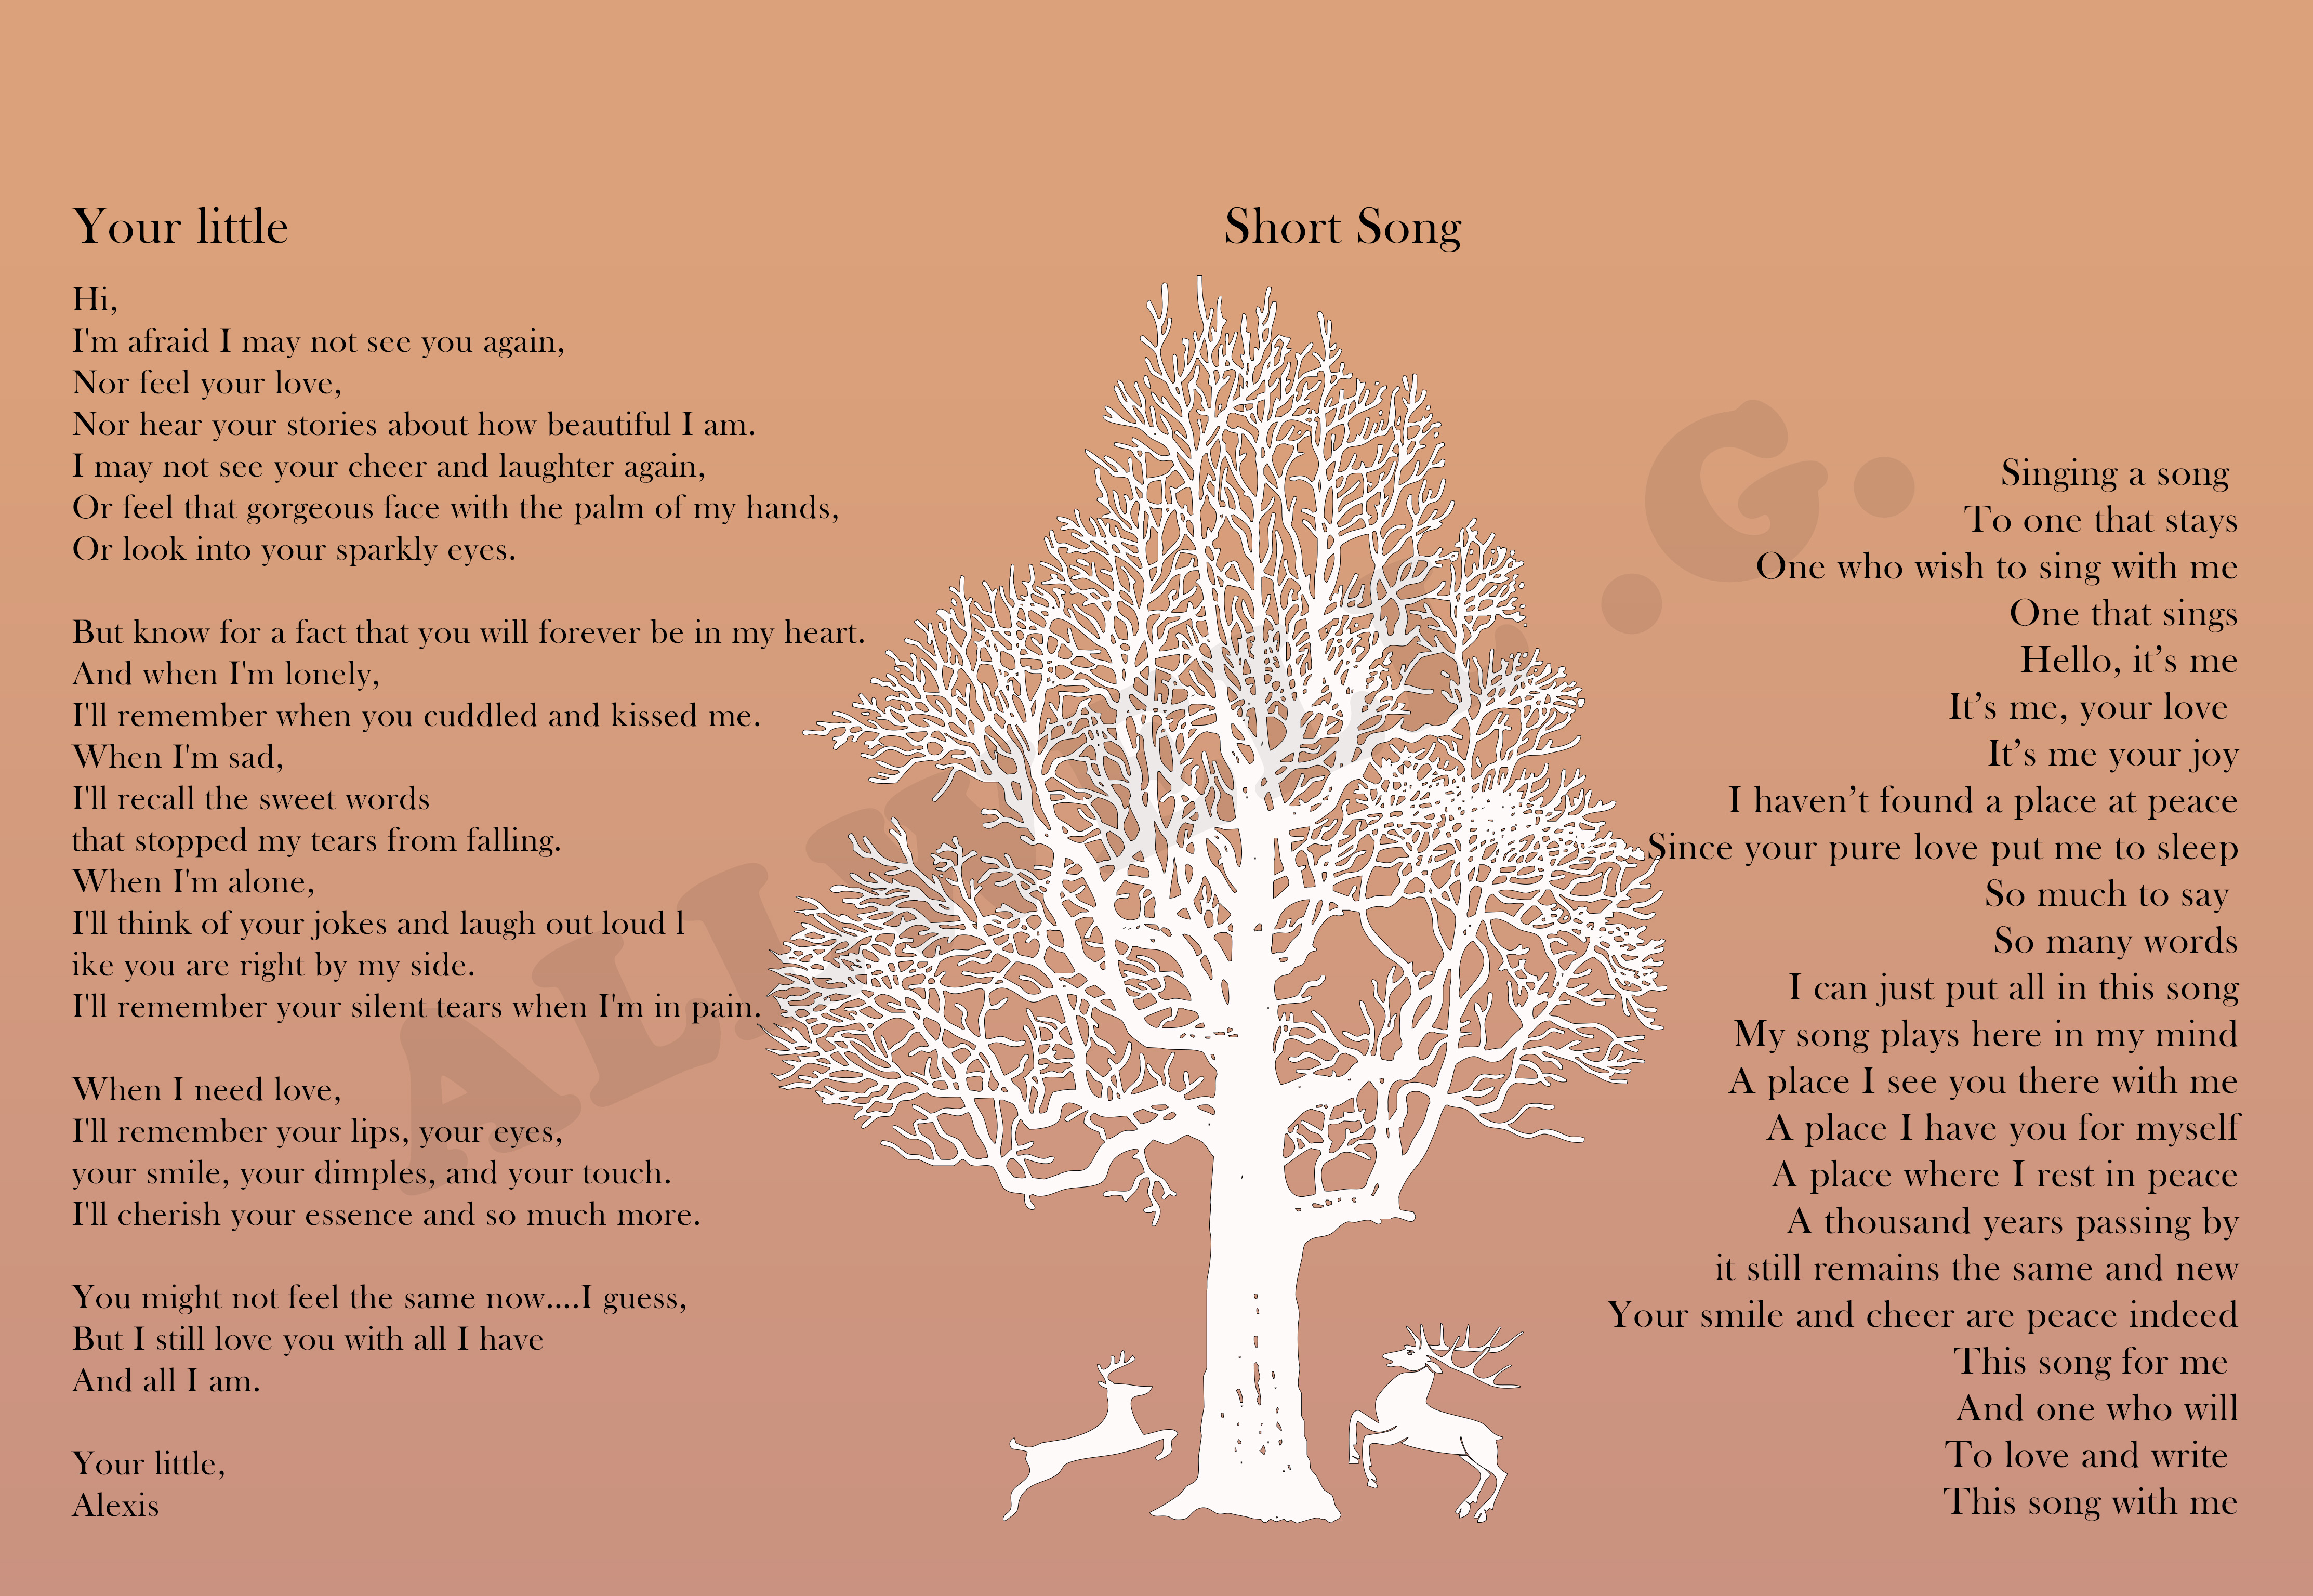 Your little
Hi,
I'm afraid I may not see you again,
Nor feel your love,
Nor hear your stories about how beautiful I am.
I may not see your cheer and laughter again,
Or feel that gorgeous face with the palm of my hands,
Or look into your sparkly eyes.
But know for a fact that you will forever be in my heart.
And when I'm lonely,
I'll remember when you cuddled and kissed me.
When I'm sad,
I'll recall the sweet words
that stopped my tears from falling.
When I'm alone,
I'll think of your jokes and laugh out loud l
ike you are right by my side.
I'll remember your silent tears when I'm in pain.
When I need love,
I'll remember your lips, your eyes,
your smile, your dimples, and your touch.
I'll cherish your essence and so much more.
You might not feel the same now....I guess,
But I still love you with all I have
And all I am.
Your little,
Alexis
Short Song
Singing a song
To one that stays
One who wish to sing with me
One that sings
Hello, it’s me
It’s me, your love
It’s me your joy
I haven’t found a place at peace
Since your pure love put me to sleep
So much to say
So many words
I can just put all in this song
My song plays here in my mind
A place I see you there with me
A place I have you for myself
A place where I rest in peace
A thousand years passing by
it still remains the same and new
Your smile and cheer are peace indeed
This song for me
And one who will
To love and write
This song with me